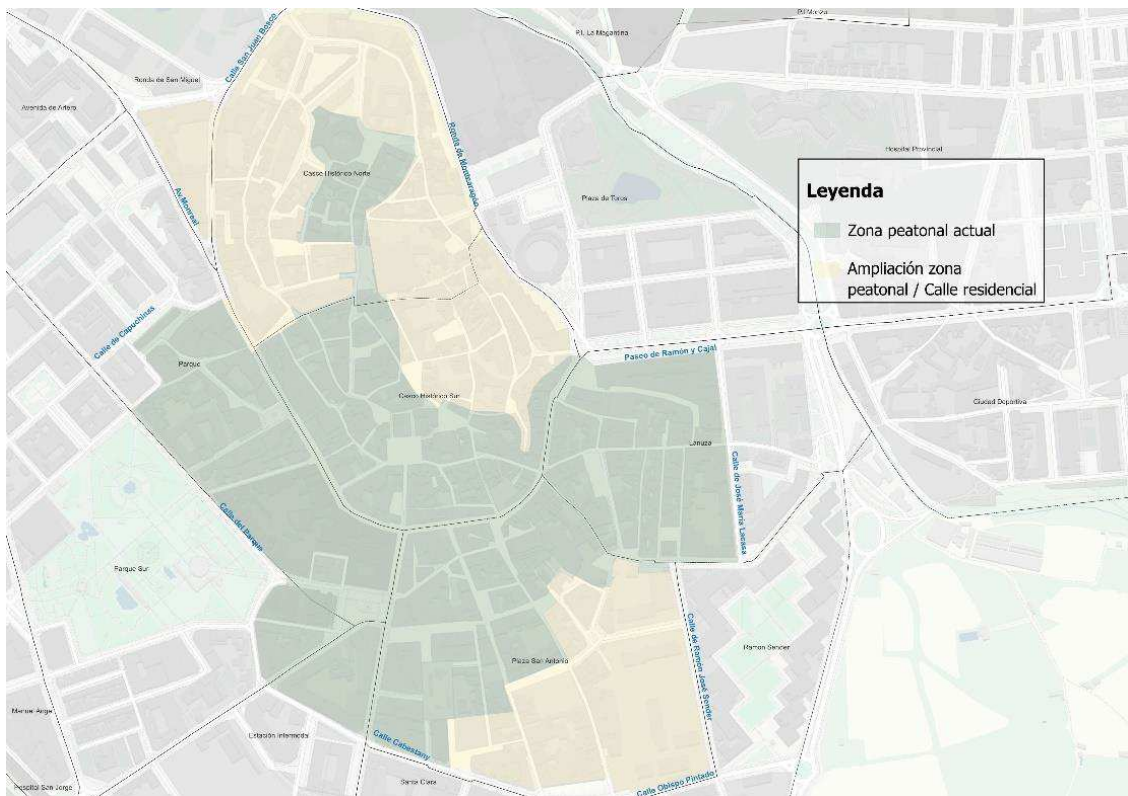 P.I. Monzú
P.I. La Magantina
Calle San Juan Bosco
Ronda de San Miguel
Avenida de Artero
Ronda de Montearagón
Hospital Provincial
Casco Histórico Norte
Leyenda
Zona peatonal actual
Ampliación zona
peatonal / Calle residencial
Plaza de Toros
Av. Monreal
Calle de Capuchinas
Paseo de Ramón y Cajal
Parque
Casco Histórico Sur
Ciudad Deportiva
Lanuza
Calle de José María Lacasa
Calle del Parque
Parque Sur
Calle de Ramón José Sender
Ramón Sender
Plaza San Antonio
Manuel Ángel
Estación Intermodal
Calle Cabestany
Santa Clara
Calle Obispo Pintado
Hospital San Jorge